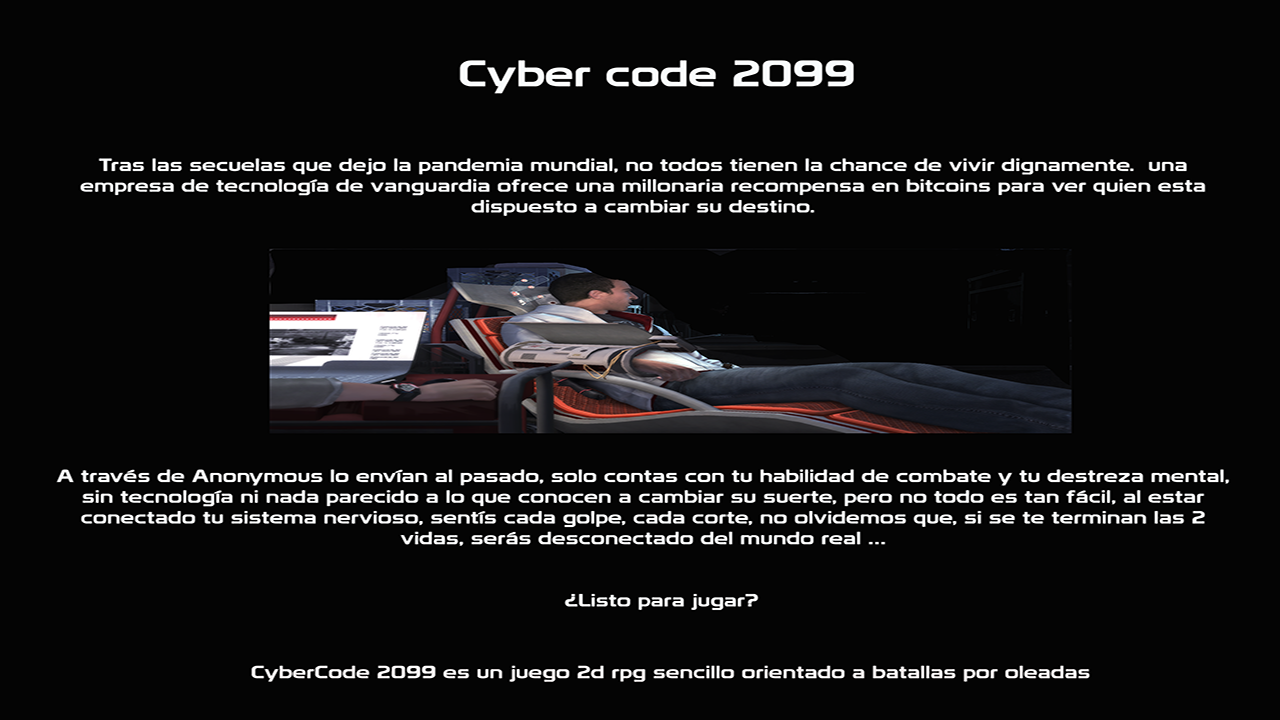 Cyber code 2099
Tras las secuelas que dejo la pandemia mundial, no todos tienen la chance de vivir dignamente.  una
empresa de tecnología de vanguardia ofrece una millonaria recompensa en bitcoins para ver quien esta
dispuesto a cambiar su destino.
A través de Anonymous lo envían al pasado, solo contas con tu habilidad de combate y tu destreza mental,
sin tecnología ni nada parecido a lo que conocen a cambiar su suerte, pero no todo es tan fácil, al estar
conectado tu sistema nervioso, sentís cada golpe, cada corte, no olvidemos que, si se te terminan las 2
vidas, serás desconectado del mundo real ...
¿Listo para jugar?
CyberCode 2099 es un juego 2d rpg sencillo orientado a batallas por oleadas